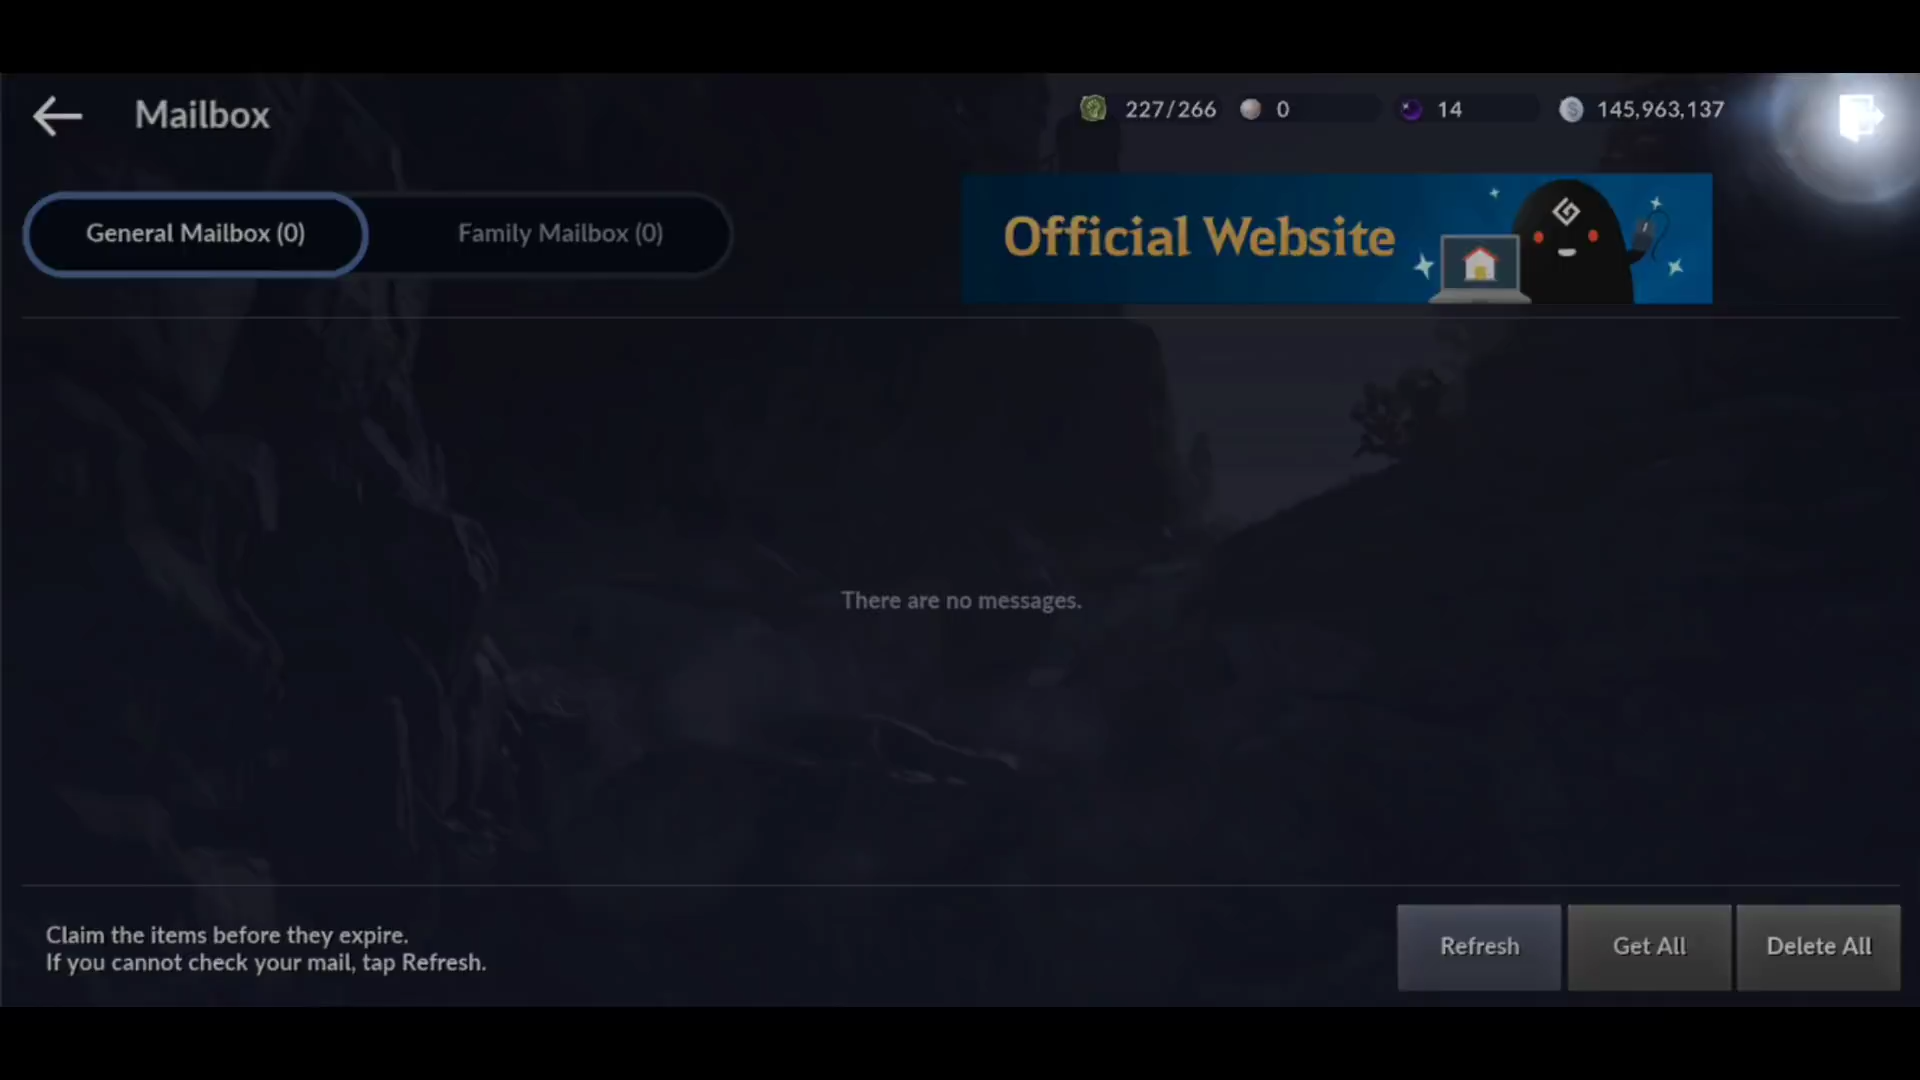 Mailbox
227/266
0
14
145,963,137
General Mailbox (0)
Family Mailbox (0)
Official Website
There are no messages.
Claim the items before they expire.
If you cannot check your mail, tap Refresh.
Refresh
Get All
Delete All